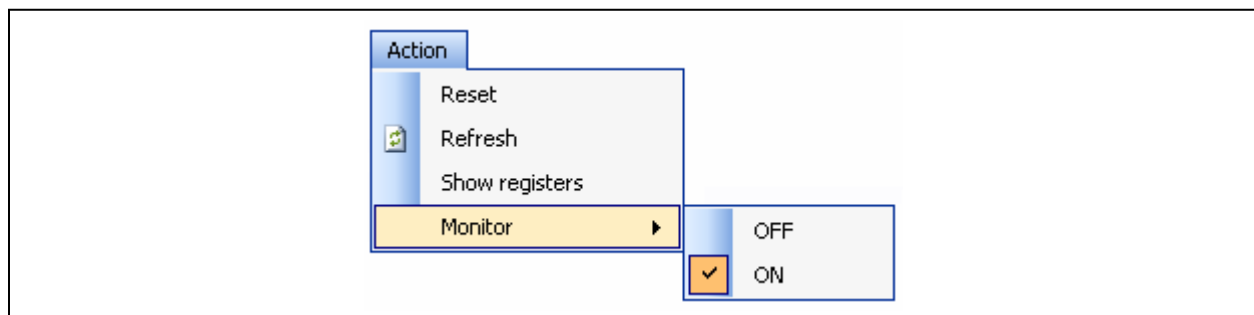 Action
Reset
Refresh
Show registers
Monitor
OFF
ON